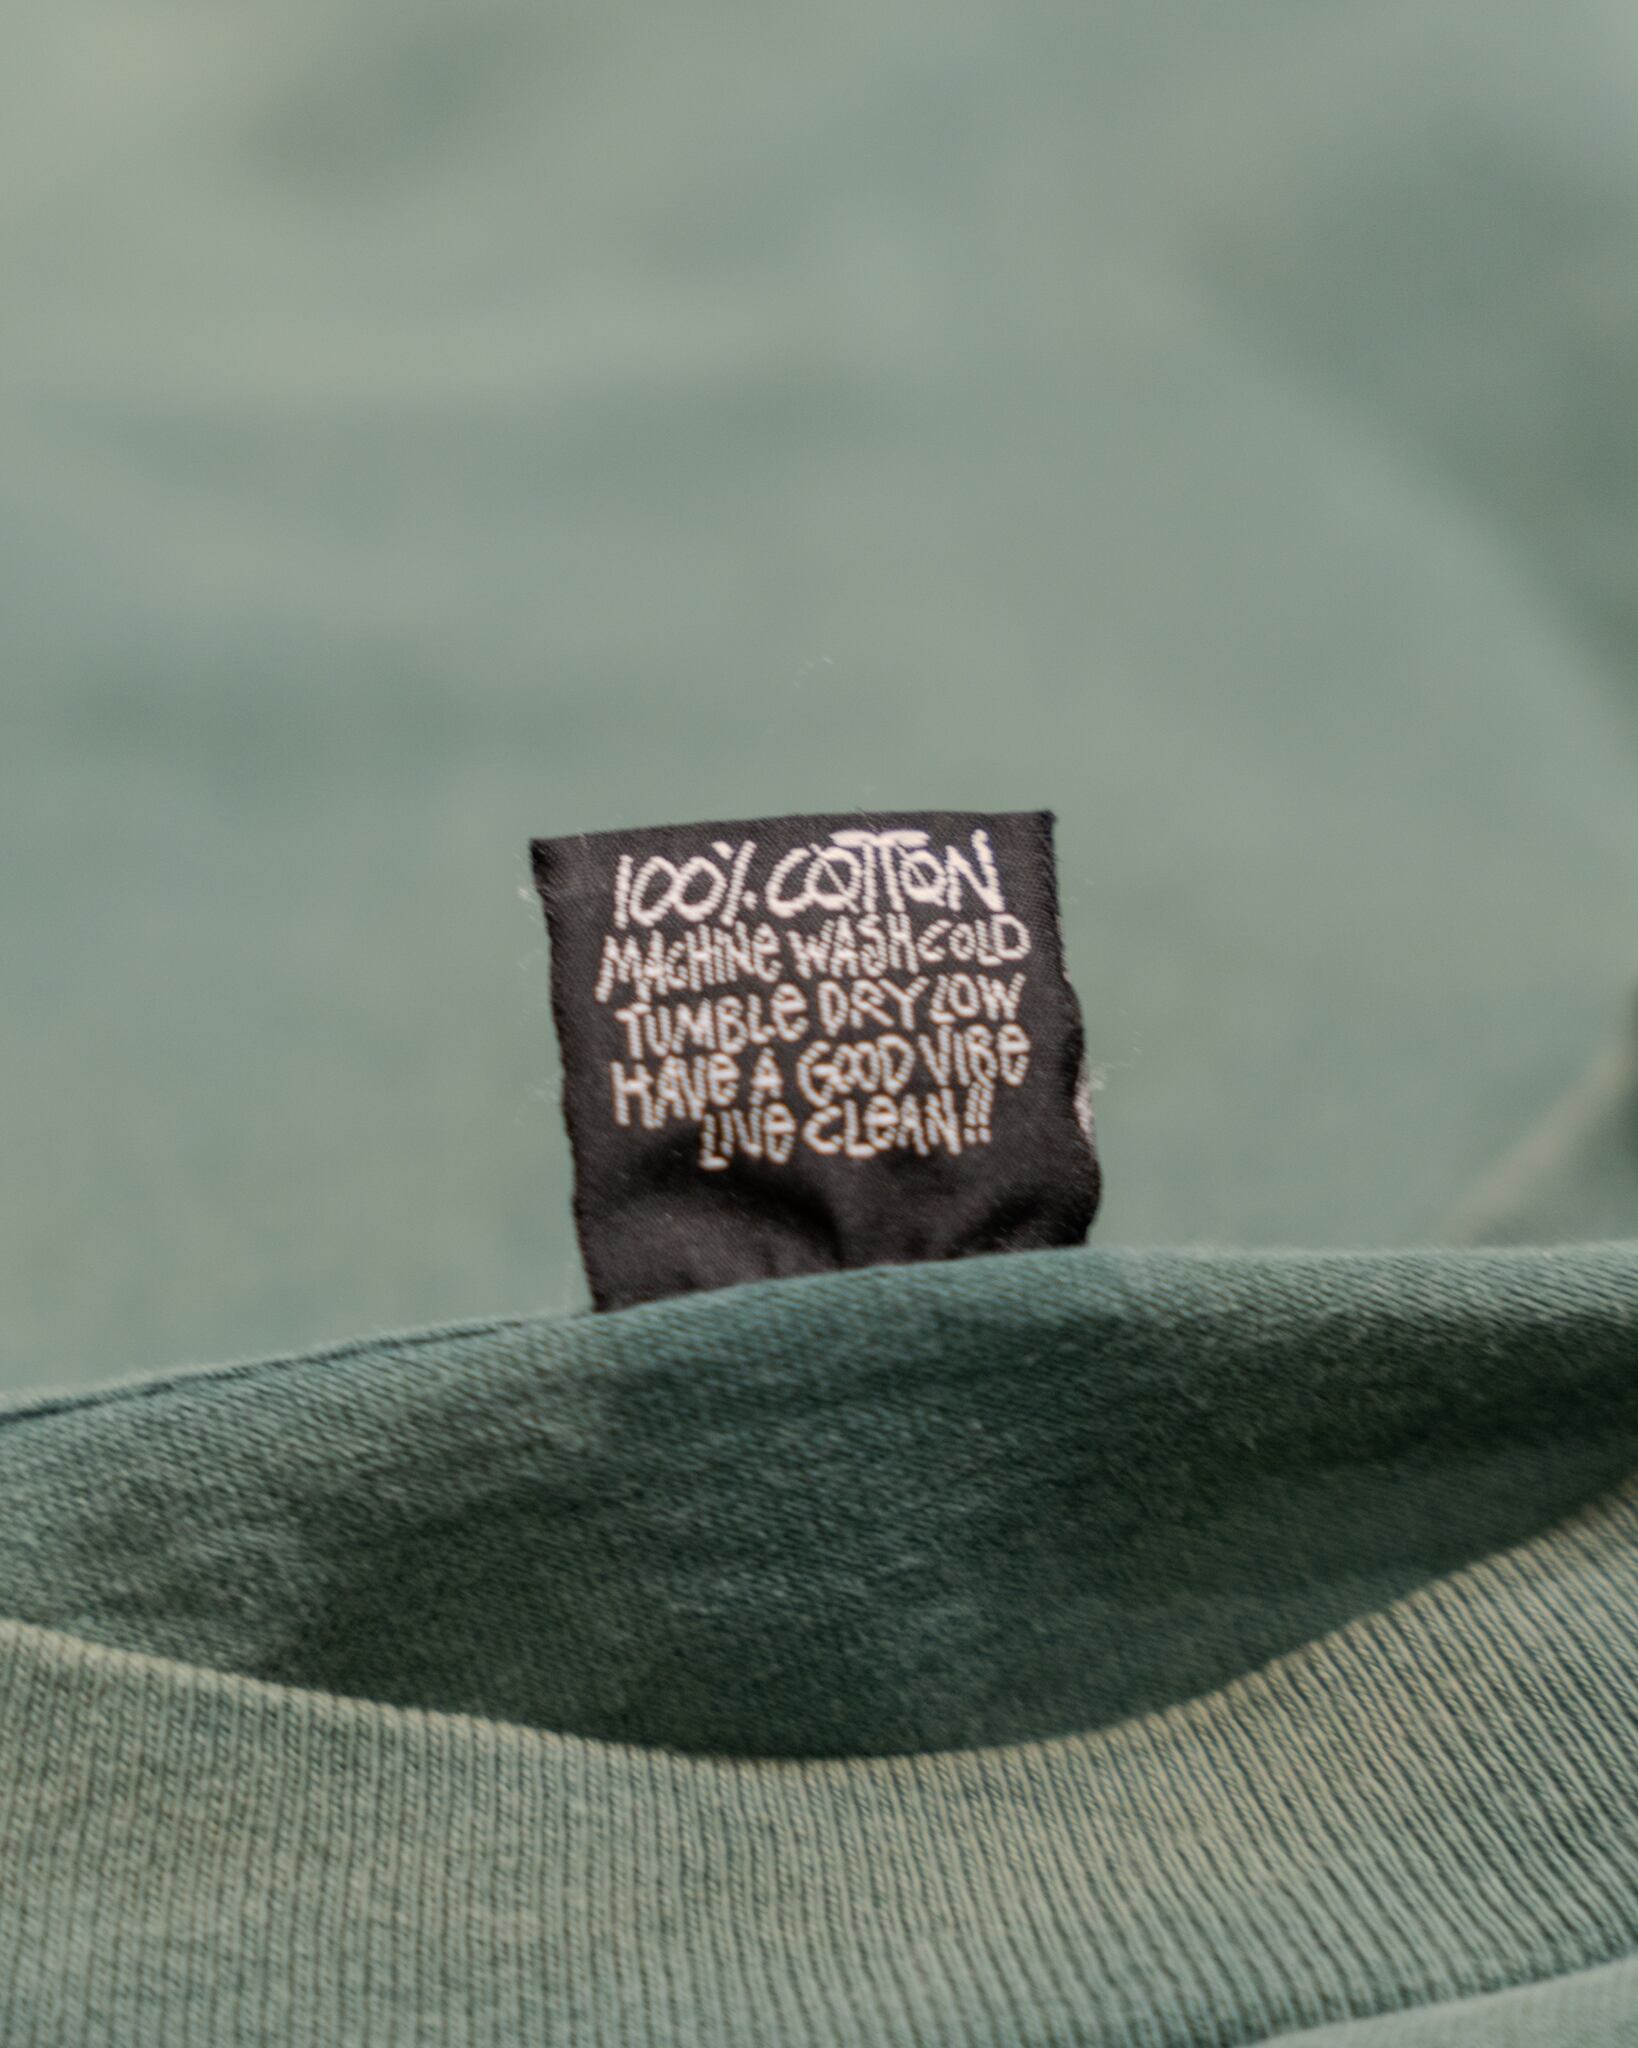 100% COTTON
MACHINE WASH COLD
TUMBLE DRY LOW
HAVE A GOOD VIBE
LIVE CLEAN!!